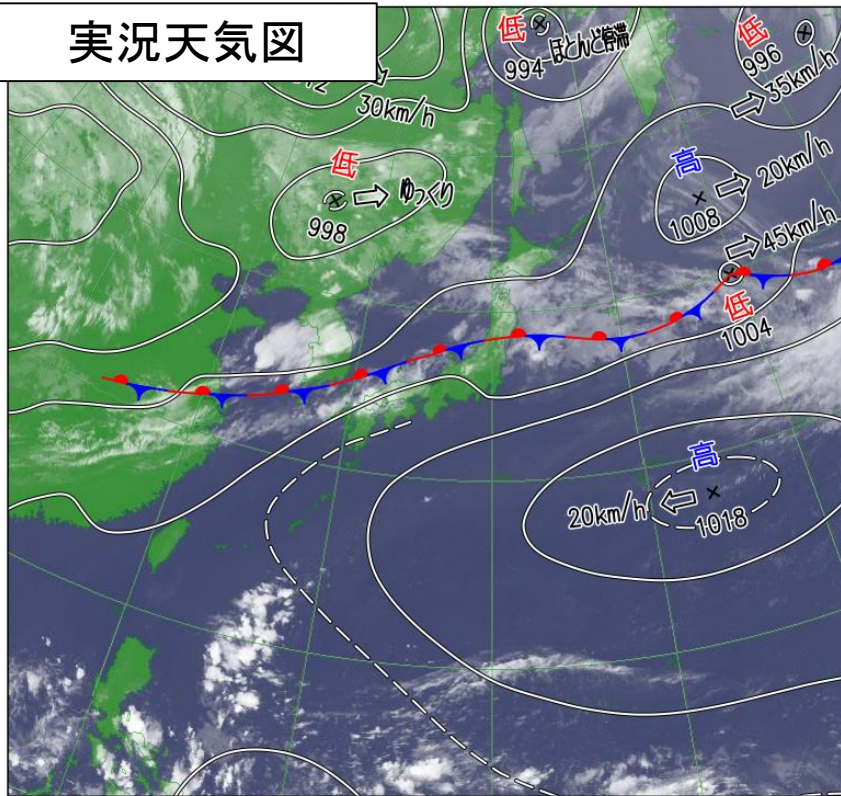 実況天気図
低
994
ほとんど停滞
低
996
35km/h
30km/h
低
998
ゆっくり
高
1008
20km/h
45km/h
低
1004
高
1018
20km/h